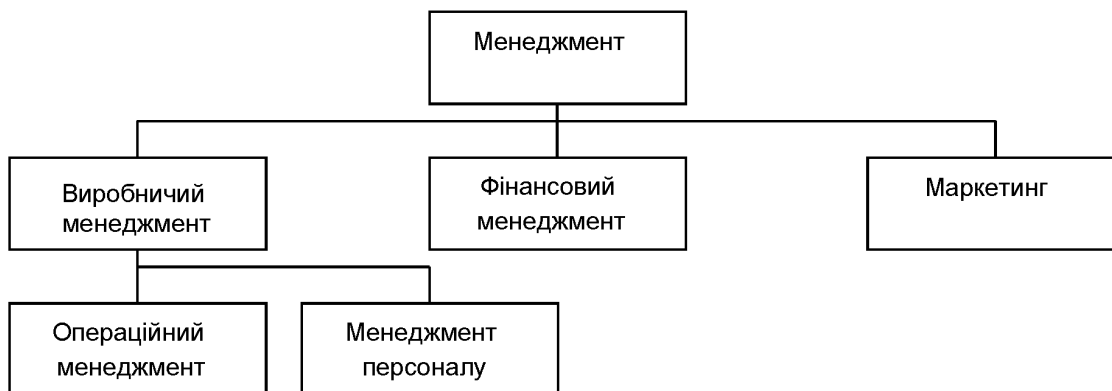 Менеджмент
Виробничий
менеджмент
Фінансовий
менеджмент
Маркетинг
Операційний
менеджмент
Менеджмент
персоналу